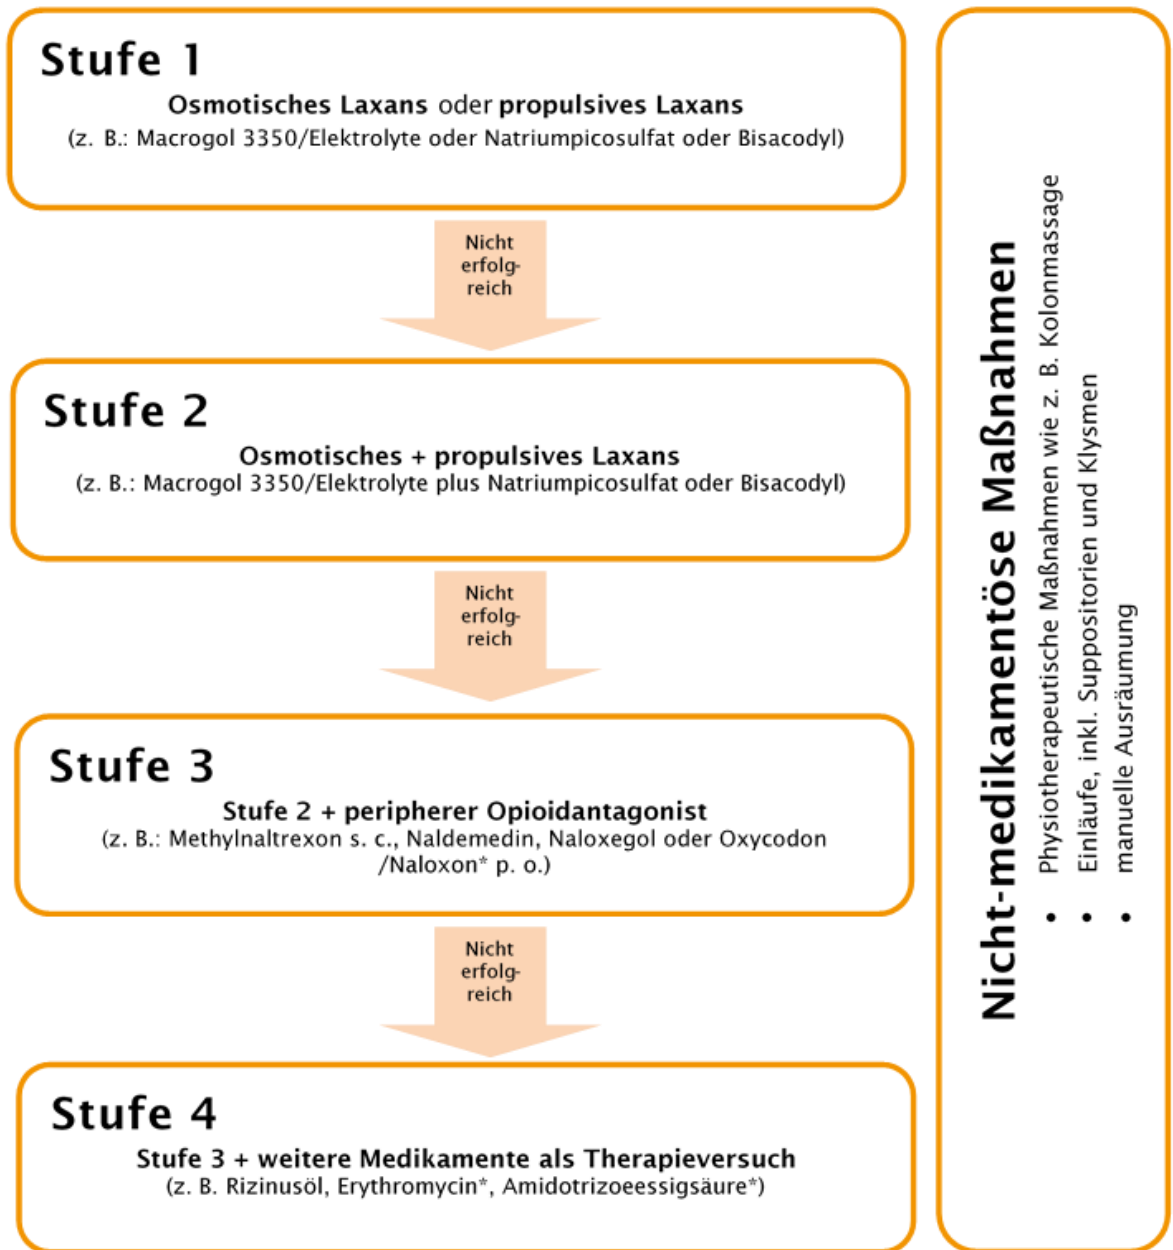 Stufe 1
Osmotisches Laxans oder propulsives Laxans
(z. B.: Macrogol 3350/Elektrolyte oder Natriumpicosulfat oder Bisacodyl)
Nicht
erfolg-
reich
Stufe 2
Osmotisches + propulsives Laxans
(z. B.: Macrogol 3350/Elektrolyte plus Natriumpicosulfat oder Bisacodyl)
Nicht
erfolg-
reich
Stufe 3
Stufe 2 + peripherer Opioidantagonist
(z. B.: Methylnaltrexon s. c., Naldemedin, Naloxegol oder Oxycodon
/Naloxon* p. o.)
Nicht
erfolg-
reich
Stufe 4
Stufe 3 + weitere Medikamente als Therapieversuch
(z. B. Rizinusöl, Erythromycin*, Amidotrizoeessigsäure*)
Nicht-medikamentöse Maßnahmen
• Physiotherapeutische Maßnahmen wie z. B. Kolonmassage
• Einläufe, inkl. Suppositorien und Klysmen
• manuelle Ausräumung